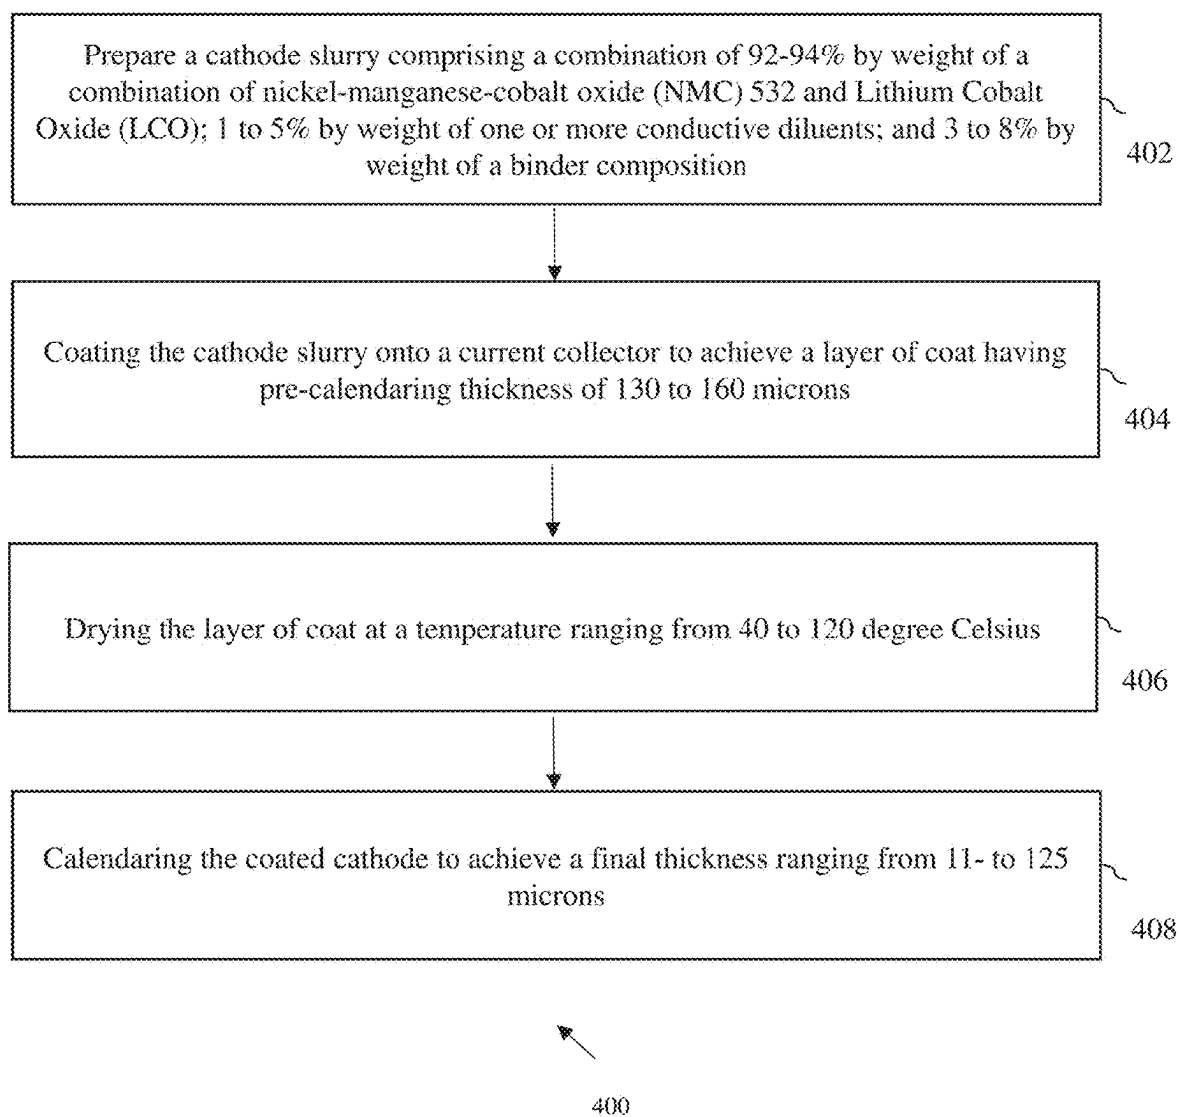 Prepare a cathode slurry comprising a combination of 92-94% by weight of a
combination of nickel-manganese-cobalt oxide (NMC) 532 and Lithium Cobalt
Oxide (LCO); 1 to 5% by weight of one or more conductive diluents; and 3 to 8% by
weight of a binder composition
402
Coating the cathode slurry onto a current collector to achieve a layer of coat having
pre-calendaring thickness of 130 to 160 microns
404
Drying the layer of coat at a temperature ranging from 40 to 120 degree Celsius
406
Calendaring the coated cathode to achieve a final thickness ranging from 11- to 125
microns
408
400